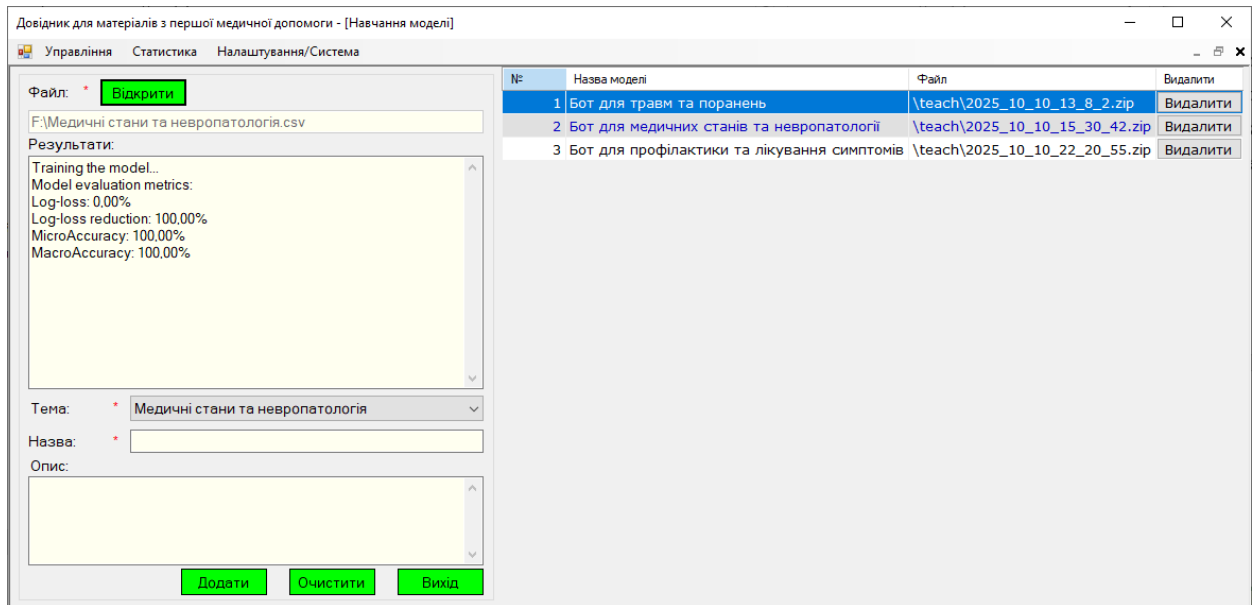 Довідник для матеріалів з першої медичної допомоги - [Навчання моделі]
Управління Статистика Налаштування/Система
Файл: * Відкрити
F:\Медичні стани та невропатологія.csv
Результати:
Training the model...
Model evaluation metrics:
Log-loss: 0,00%
Log-loss reduction: 100,00%
MicroAccuracy: 100,00%
MacroAccuracy: 100,00%
Тема: * Медичні стани та невропатологія
Назва: *
Опис:
Додати Очистити Вихід
№ Назва моделі Файл Видалити
1 Бот для травм та поранень \teach\2025_10_10_13_8_2.zip Видалити
2 Бот для медичних станів та невропатології \teach\2025_10_10_15_30_42.zip Видалити
3 Бот для профілактики та лікування симптомів \teach\2025_10_10_22_20_55.zip Видалити